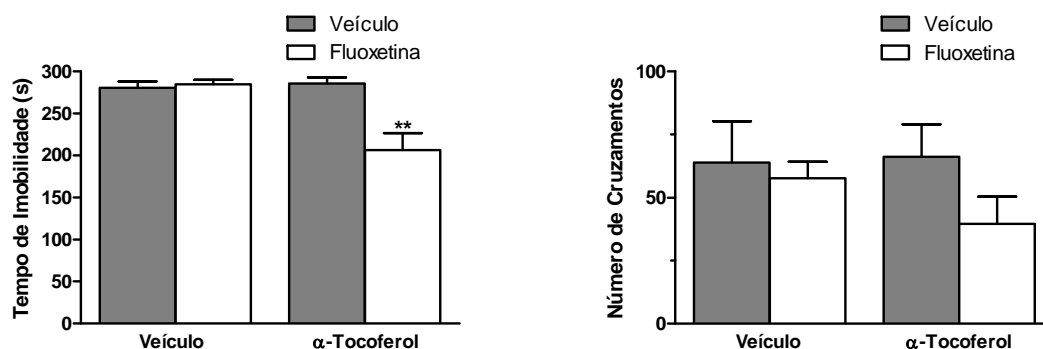 Veículo
Fluoxetina
Tempo de Imobilidade (s)
300
250
200
150
100
50
0
**
Veículo
α-Tocoferol
Veículo
Fluoxetina
Número de Cruzamentos
100
50
0
Veículo
α-Tocoferol